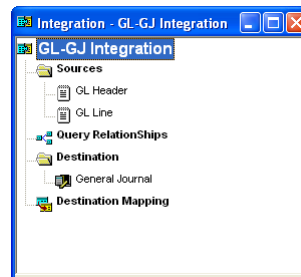 Integration - GL-GJ Integration
GL-GJ Integration
Sources
GL Header
GL Line
Query RelationShips
Destination
General Journal
Destination Mapping